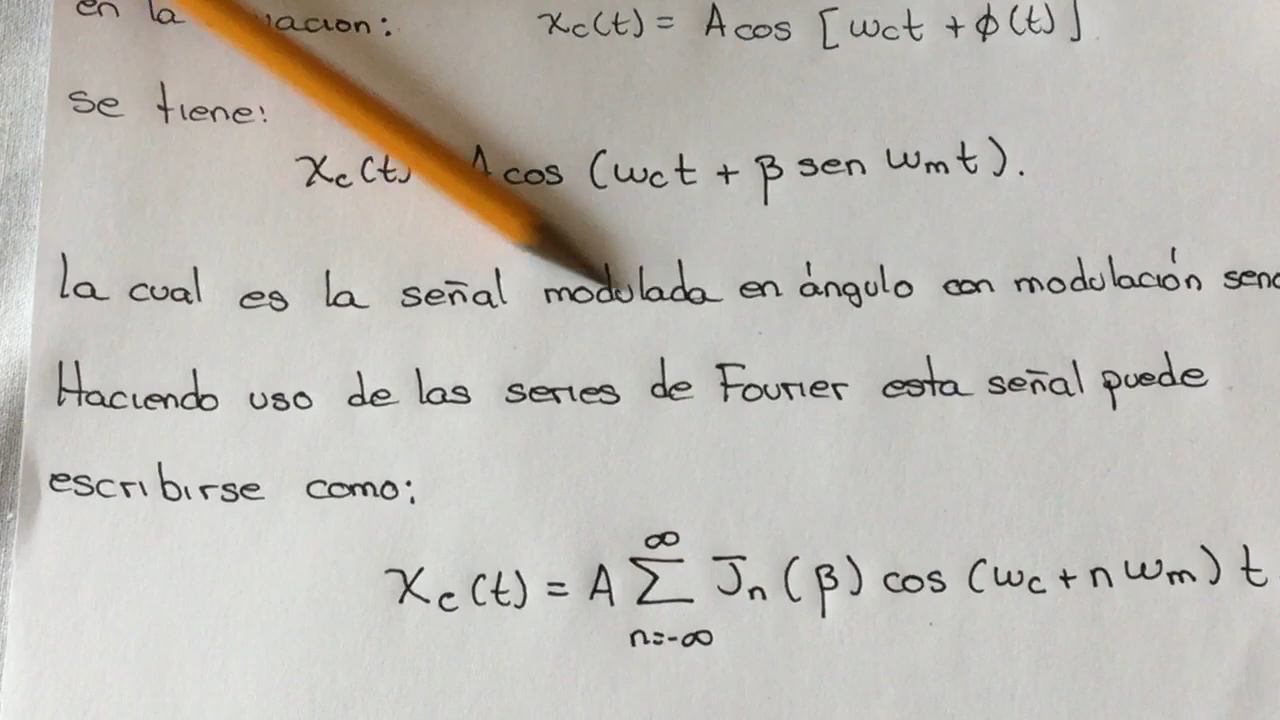 en la xc(t) = A cos [ωct + ϕ(t)]
se tiene:
xc(t) A cos (ωct + β sen ωmt).
la cual es la señal modulada en ángulo con modulación
Haciendo uso de las series de Fourier esta señal puede
escribirse como:
xc(t) = A ∑ n=-∞ ∞ Jn(β) cos (ωc + nωm) t